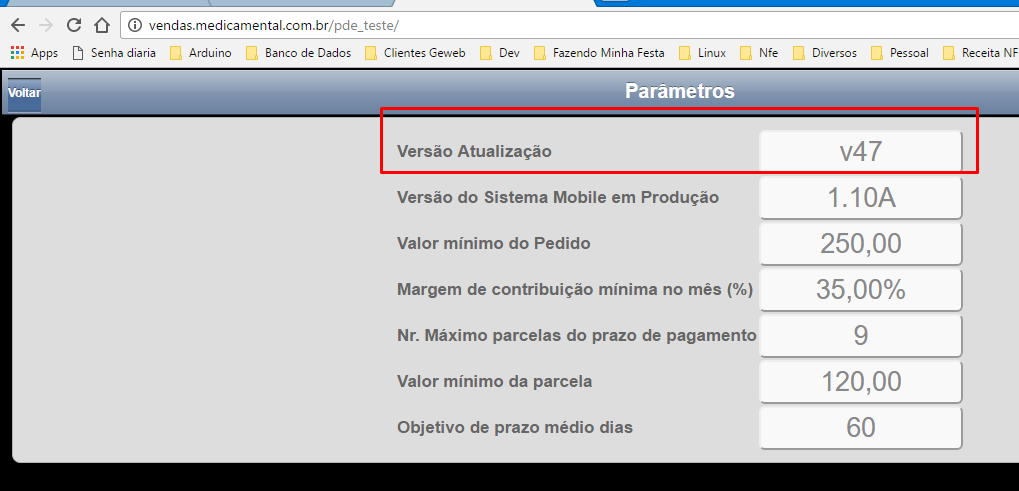 vendas.medicamental.com.br/pde_teste/
Apps Senha diaria Arduino Banco de Dados Clientes Geweb Dev Fazendo Minha Festa Linux Nfe Diversos Pessoal Receita NF
Voltar Parâmetros
Versão Atualização v47
Versão do Sistema Mobile em Produção 1.10A
Valor mínimo do Pedido 250,00
Margem de contribuição mínima no mês (%) 35,00%
Nr. Máximo parcelas do prazo de pagamento 9
Valor mínimo da parcela 120,00
Objetivo de prazo médio dias 60